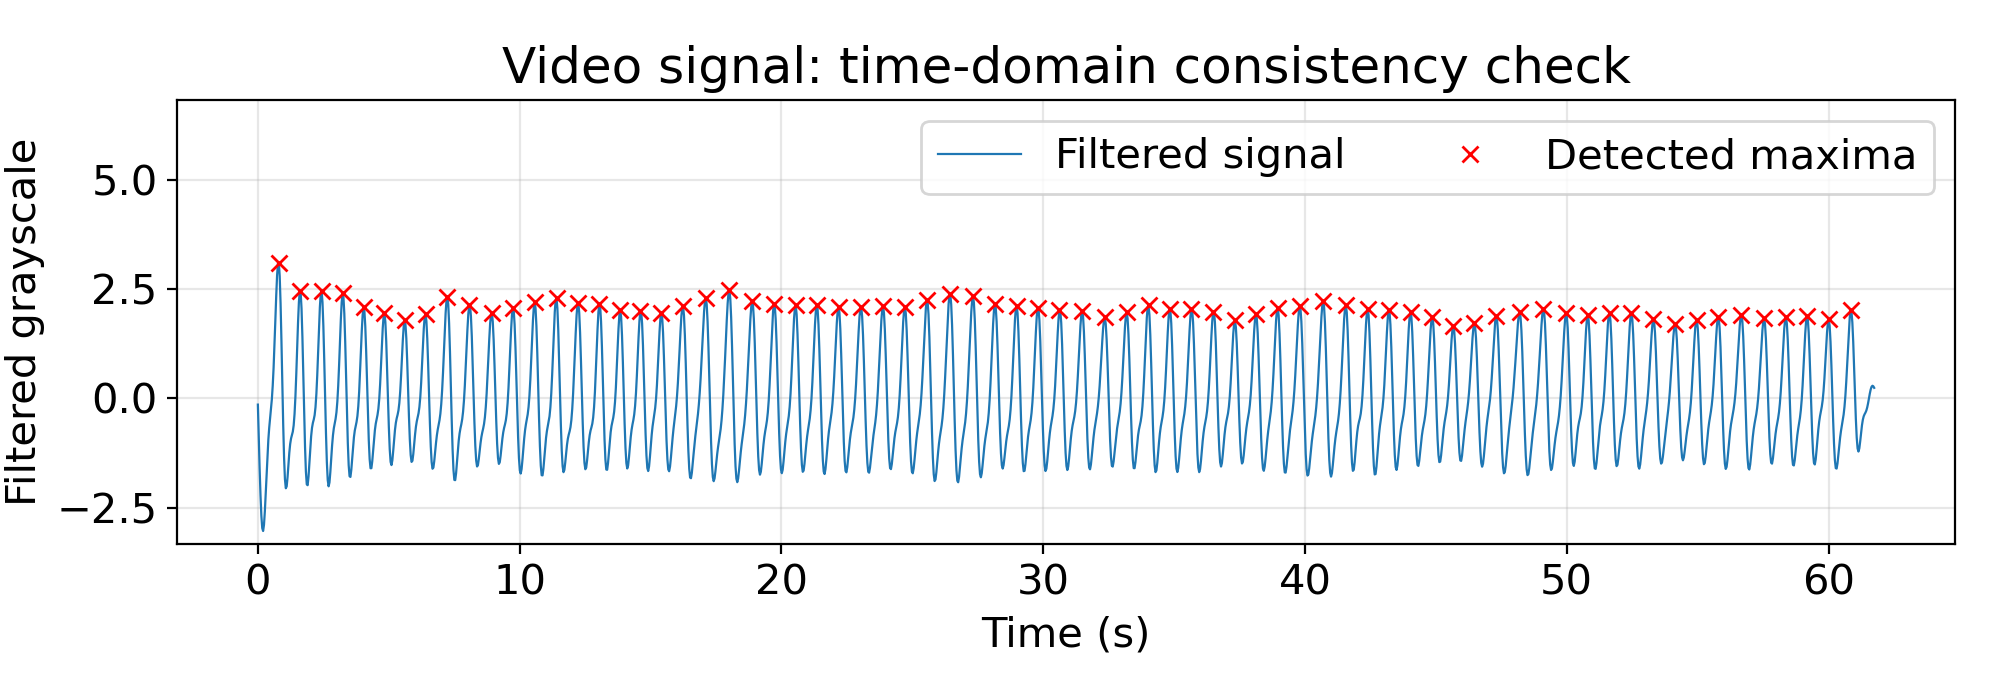 Video signal: time-domain consistency check
Filtered signal
Detected maxima
Filtered grayscale
5.0
2.5
0.0
−2.5
0
10
20
30
40
50
60
Time (s)